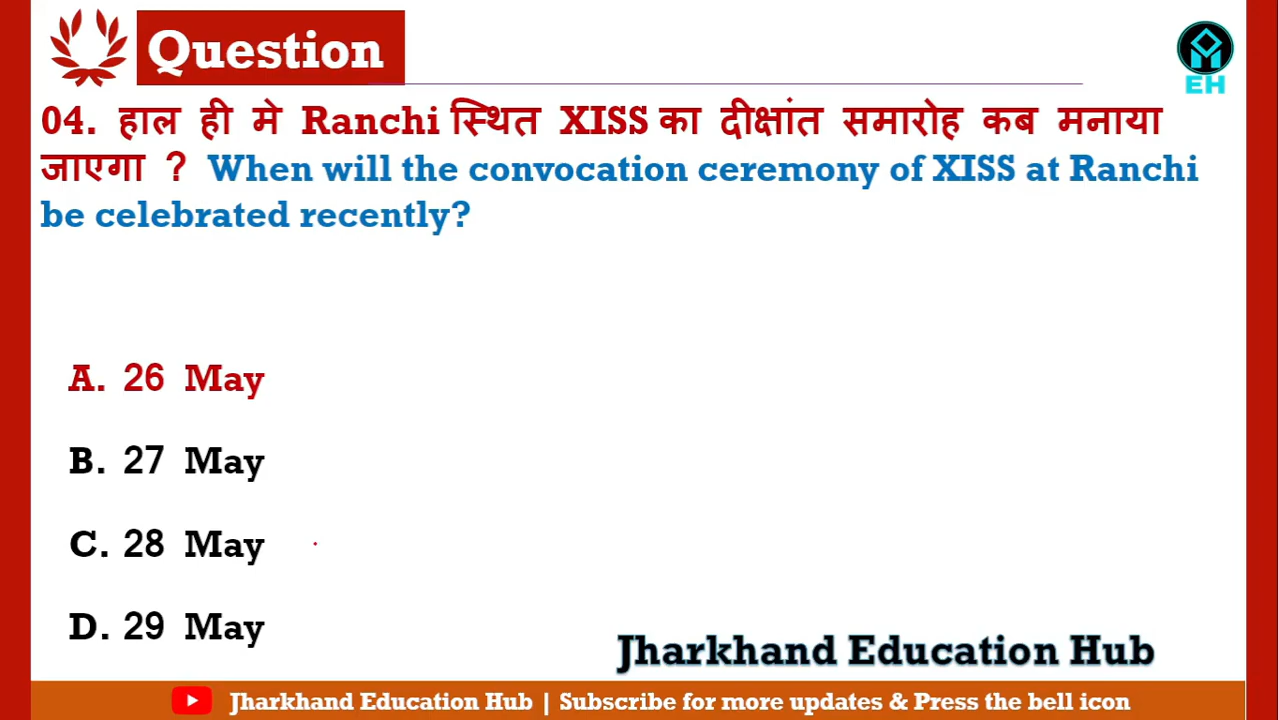 Question
EH
04. हाल ही मे Ranchi स्थित XISS का दीक्षांत समारोह कब मनाया
जाएगा ? When will the convocation ceremony of XISS at Ranchi
be celebrated recently?
A. 26 May
B. 27 May
C. 28 May
D. 29 May
Jharkhand Education Hub
Jharkhand Education Hub | Subscribe for more updates & Press the bell icon